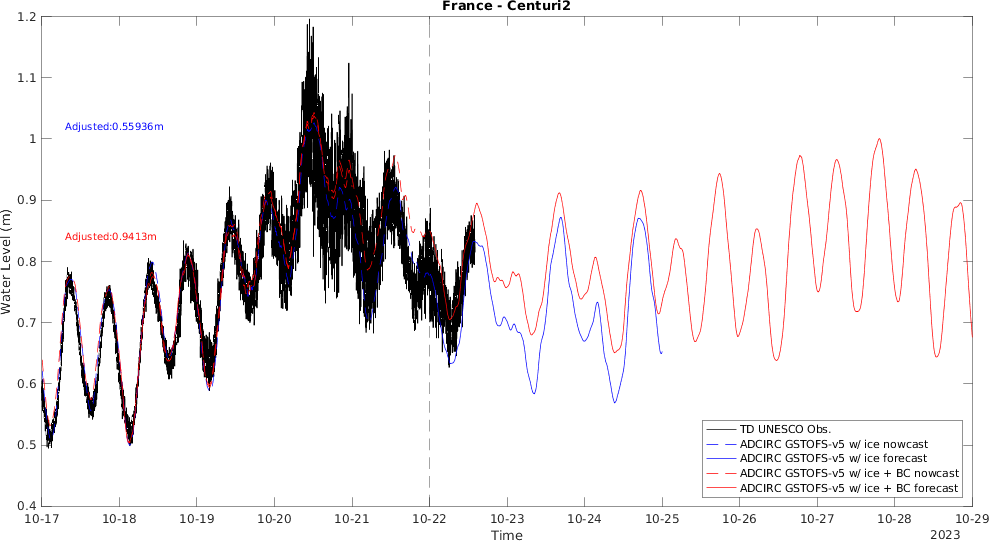 France - Centuri2
1.2
1.1
1
0.9
0.8
0.7
0.6
0.5
0.4
Water Level (m)
Adjusted:0.55936m
Adjusted:0.9413m
TD UNESCO Obs.
ADCIRC GSTOFS-v5 w/ ice nowcast
ADCIRC GSTOFS-v5 w/ ice forecast
ADCIRC GSTOFS-v5 w/ ice + BC nowcast
ADCIRC GSTOFS-v5 w/ ice + BC forecast
10-17 10-18 10-19 10-20 10-21 10-22 10-23 10-24 10-25 10-26 10-27 10-28 10-29
Time
2023